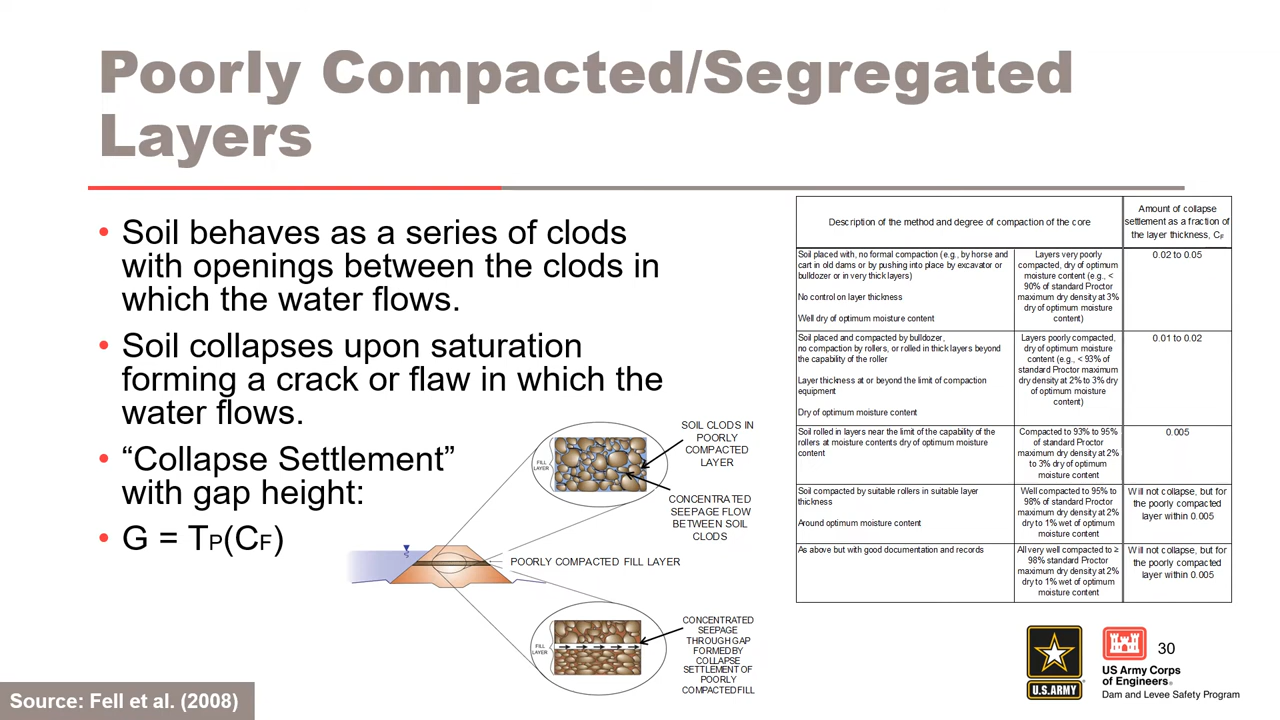 Poorly Compacted/Segregated
Layers
• Soil behaves as a series of clods
with openings between the clods in
which the water flows.
• Soil collapses upon saturation
forming a crack or flaw in which the
water flows.
• “Collapse Settlement”
with gap height:
• G = TP(CF)
SOIL CLODS IN
POORLY
COMPACTED
LAYER
FILL
LAYER
CONCENTRATED
SEEPAGE FLOW
BETWEEN SOIL
CLODS
POORLY COMPACTED FILL LAYER
CONCENTRATED
SEEPAGE
THROUGH GAP
FORMED BY
COLLAPSE
SETTLEMENT OF
POORLY
COMPACTED FILL
FILL
LAYER
Description of the method and degree of compaction of the core
Amount of collapse
settlement as a fraction of
the layer thickness, CF
Soil placed with, no formal compaction (e.g., by horse and
cart in old dams or by pushing into place by excavator or
bulldozer or in very thick layers)
No control on layer thickness
Well dry of optimum moisture content
Layers very poorly
compacted, dry of optimum
moisture content (e.g., <
90% of standard Proctor
maximum dry density at 3%
dry of optimum moisture
content)
0.02 to 0.05
Soil placed and compacted by bulldozer,
no compaction by rollers, or rolled in thick layers beyond
the capability of the roller
Layer thickness at or beyond the limit of compaction
equipment
Dry of optimum moisture content
Layers poorly compacted,
dry of optimum moisture
content (e.g., < 93% of
standard Proctor maximum
dry density at 2% to 3% dry
of optimum moisture
content)
0.01 to 0.02
Soil rolled in layers near the limit of the capability of the
rollers at moisture contents dry of optimum moisture
content
Compacted to 93% to 95%
of standard Proctor
maximum dry density at 2%
to 3% dry of optimum
moisture content
0.005
Soil compacted by suitable rollers in suitable layer
thickness
Around optimum moisture content
Well compacted to 95% to
98% of standard Proctor
maximum dry density at 2%
dry to 1% wet of optimum
moisture content
Will not collapse, but for
the poorly compacted
layer within 0.005
As above but with good documentation and records
All very well compacted to ≥
98% standard Proctor
maximum dry density at 2%
dry to 1% wet of optimum
moisture content
Will not collapse, but for
the poorly compacted
layer within 0.005
U.S.ARMY
30
US Army Corps
of Engineers®
Dam and Levee Safety Program
Source: Fell et al. (2008)